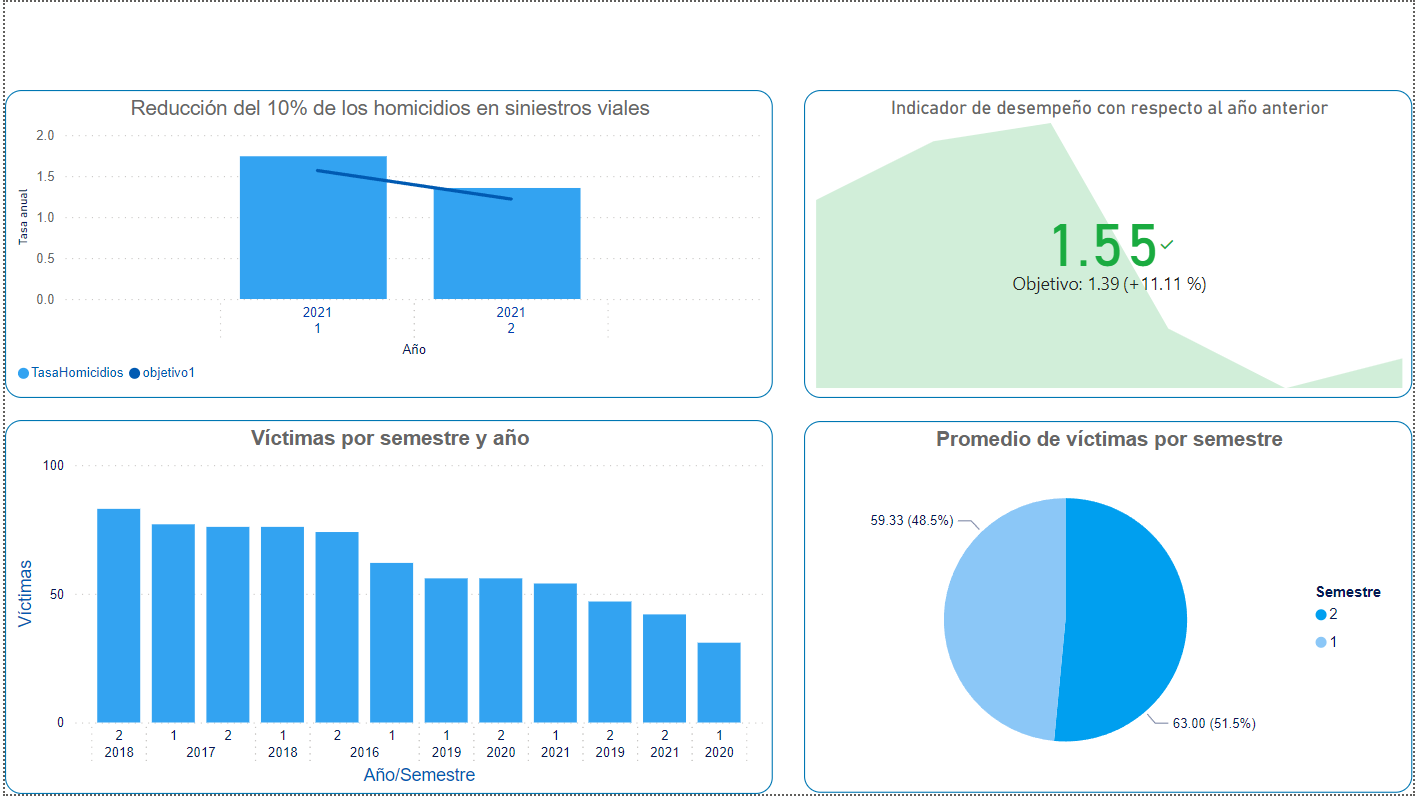 Reducción del 10% de los homicidios en siniestros viales
2.0
1.5
1.0
0.5
0.0
Tasa anual
2021 2021
1 2
Año
TasaHomicidios objetivo1
Indicador de desempeño con respecto al año anterior
1.55
Objetivo: 1.39 (+11.11 %)
Víctimas por semestre y año
100
50
0
Víctimas
2 1 2 1 2 1 1 2 1 2 2 1
2018 2017 2018 2016 2019 2020 2021 2019 2021 2020
Año/Semestre
Promedio de víctimas por semestre
59.33 (48.5%)
63.00 (51.5%)
Semestre
2
1